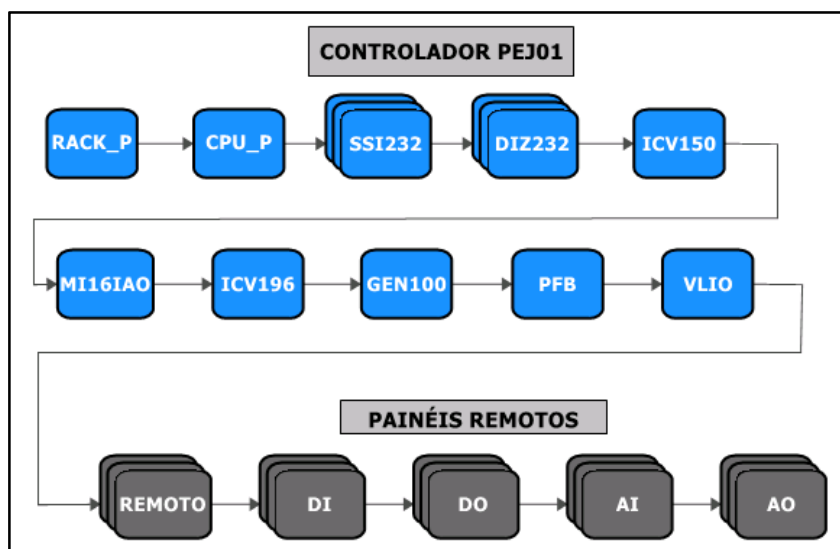 CONTROLADOR PEJ01
RACK_P
CPU_P
SSI232
DIZ232
ICV150
MI16IAO
ICV196
GEN100
PFB
VLIO
PAINÉIS REMOTOS
REMOTO
DI
DO
AI
AO